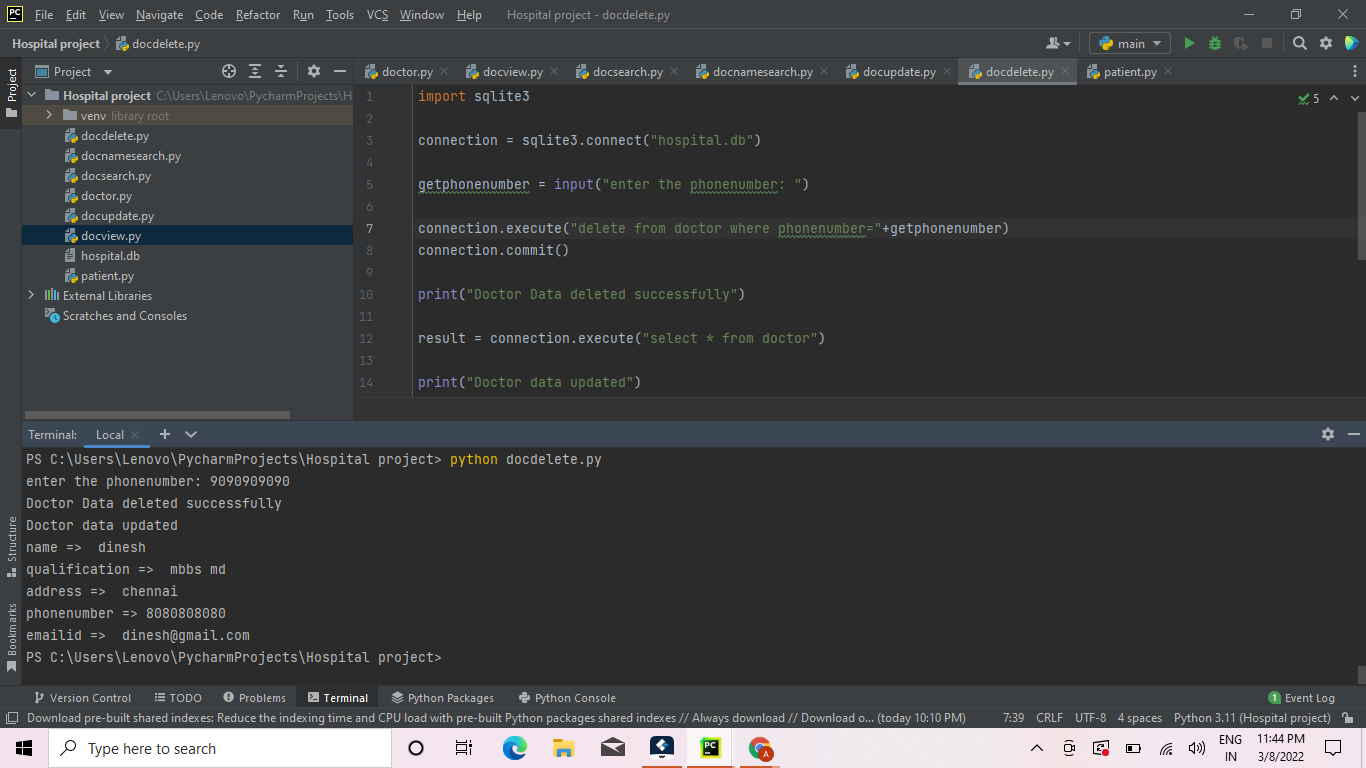 PC File Edit View Navigate Code Refactor Run Tools VCS Window Help Hospital project - docdelete.py
Hospital project docdelete.py main
Project
Project
doctor.py docview.py docsearch.py docnamesearch.py docupdate.py docdelete.py patient.py
Hospital project C:\Users\Lenovo\PycharmProjects\H
venv library root
docdelete.py
docnamesearch.py
docsearch.py
doctor.py
docupdate.py
docview.py
hospital.db
patient.py
External Libraries
Scratches and Consoles
5
1 import sqlite3
2
3 connection = sqlite3.connect("hospital.db")
4
5 getphonenumber = input("enter the phonenumber: ")
6
7 connection.execute("delete from doctor where phonenumber="+getphonenumber)
8 connection.commit()
9
10 print("Doctor Data deleted successfully")
11
12 result = connection.execute("select * from doctor")
13
14 print("Doctor data updated")
Terminal: Local
PS C:\Users\Lenovo\PycharmProjects\Hospital project> python docdelete.py
enter the phonenumber: 9090909090
Doctor Data deleted successfully
Doctor data updated
name =>  dinesh
qualification =>  mbbs md
address =>  chennai
phonenumber => 8080808080
emailid =>  dinesh@gmail.com
PS C:\Users\Lenovo\PycharmProjects\Hospital project>
Structure
Bookmarks
Version Control TODO Problems Terminal Python Packages Python Console 1 Event Log
Download pre-built shared indexes: Reduce the indexing time and CPU load with pre-built Python packages shared indexes // Always download // Download o... (today 10:10 PM) 7:39 CRLF UTF-8 4 spaces Python 3.11 (Hospital project)
Type here to search PC A ENG 11:44 PM
IN 3/8/2022